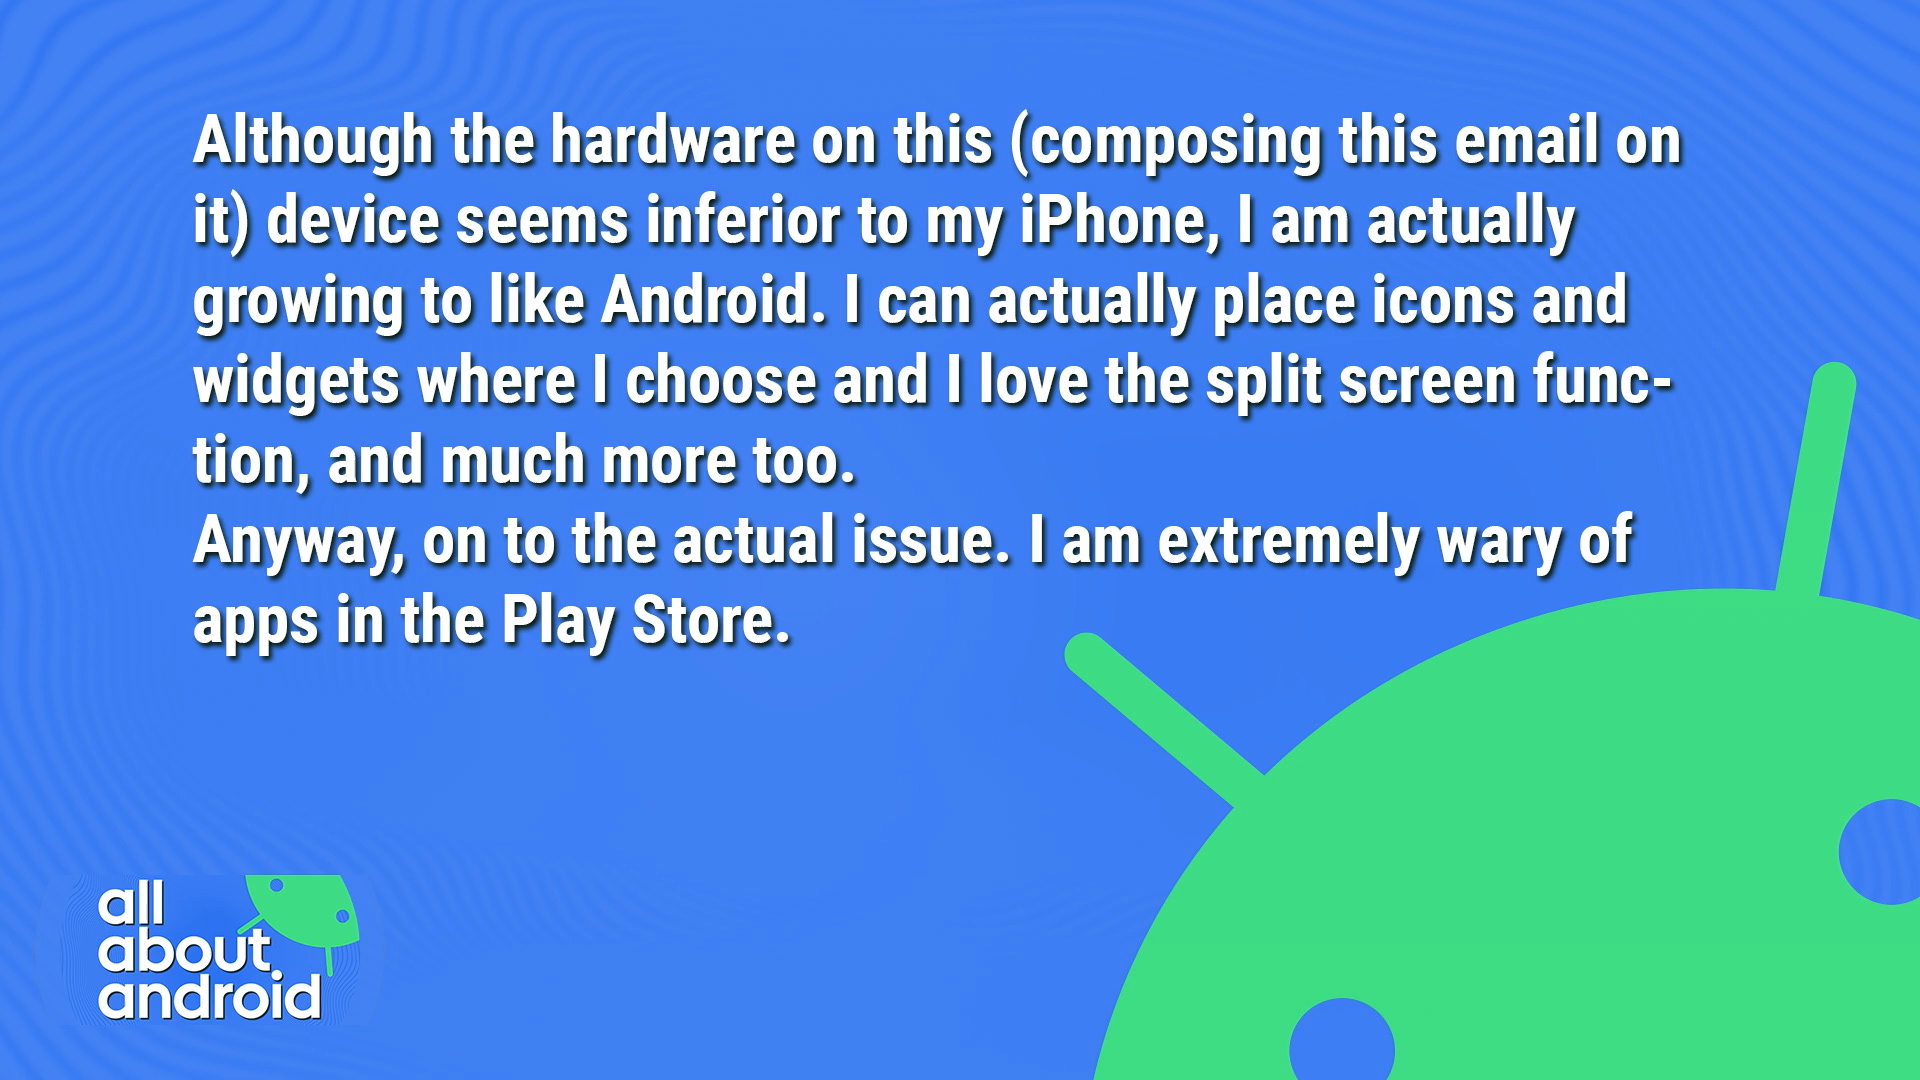 Although the hardware on this (composing this email on
it) device seems inferior to my iPhone, I am actually
growing to like Android. I can actually place icons and
widgets where I choose and I love the split screen func-
tion, and much more too.
Anyway, on to the actual issue. I am extremely wary of
apps in the Play Store.
all
about
android